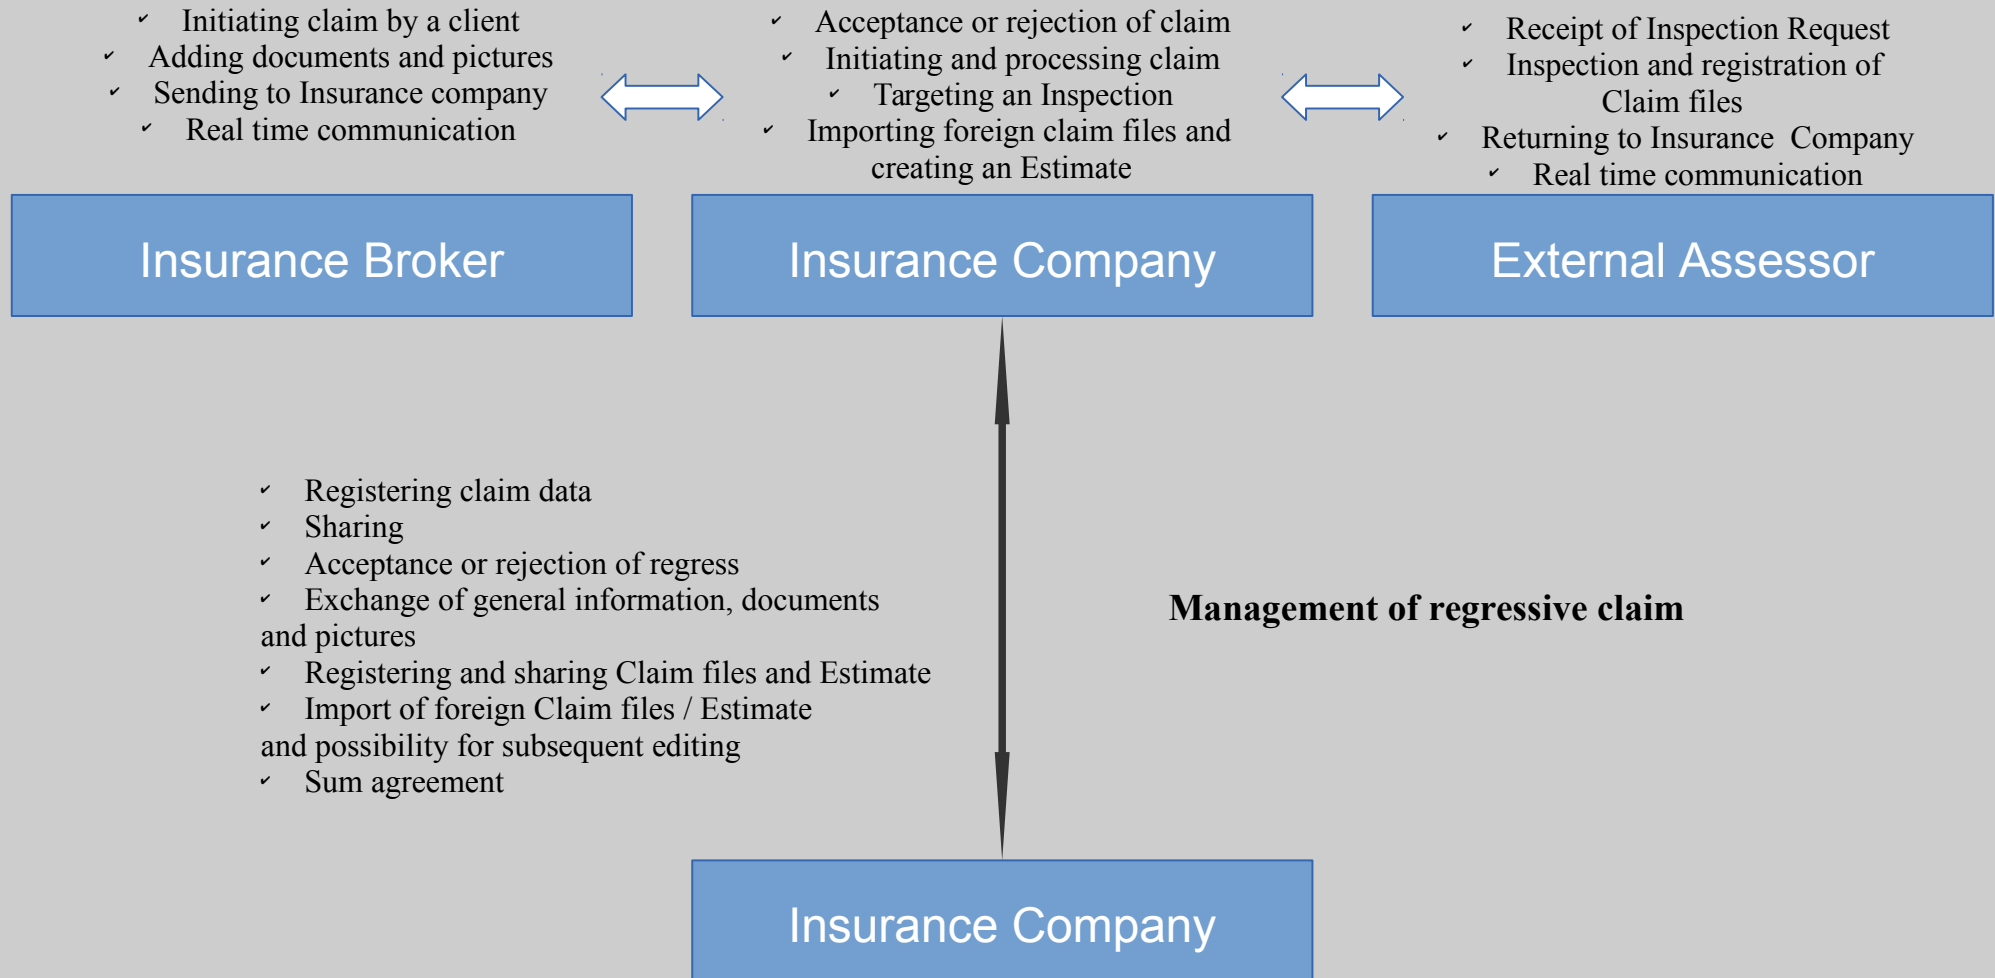 ✔ Initiating claim by a client
✔ Adding documents and pictures
✔ Sending to Insurance company
✔ Real time communication
✔ Acceptance or rejection of claim
✔ Initiating and processing claim
✔ Targeting an Inspection
✔ Importing foreign claim files and
creating an Estimate
✔ Receipt of Inspection Request
✔ Inspection and registration of
Claim files
✔ Returning to Insurance  Company
✔ Real time communication
Insurance Broker
Insurance Company
External Assessor
✔ Registering claim data
✔ Sharing
✔ Acceptance or rejection of regress
✔ Exchange of general information, documents
and pictures
✔ Registering and sharing Claim files and Estimate
✔ Import of foreign Claim files / Estimate
and possibility for subsequent editing
✔ Sum agreement
Management of regressive claim
Insurance Company